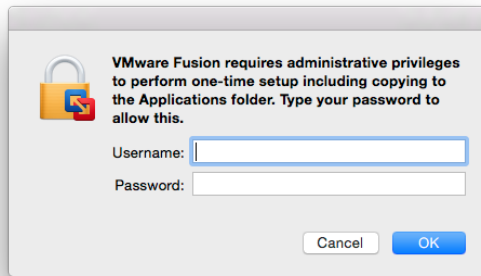 VMware Fusion requires administrative privileges
to perform one-time setup including copying to
the Applications folder. Type your password to
allow this.
Username:
Password:
Cancel OK